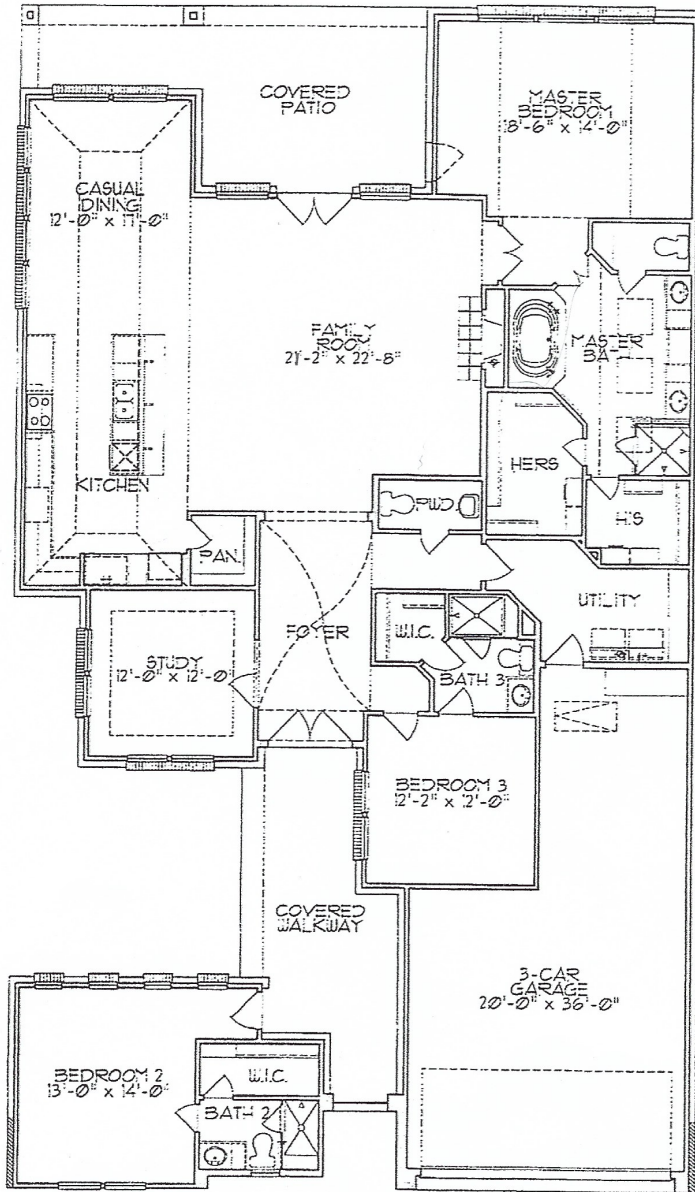 COVERED
PATIO
MASTER
BEDROOM
18'-6" x 14'-0"
CASUAL
DINING
12'-0" x 17'-0"
FAMILY
ROOM
21'-2" x 22'-8"
MASTER
BATH
HERS
KITCHEN
PWD
HIS
PAN.
UTILITY
FOYER
W.I.C.
STUDY
12'-0" x 12'-0"
BATH 3
BEDROOM 3
12'-2" x 12'-0"
COVERED
WALKWAY
3-CAR
GARAGE
20'-0" x 36'-0"
BEDROOM 2
13'-0" x 14'-0"
W.I.C.
BATH 2